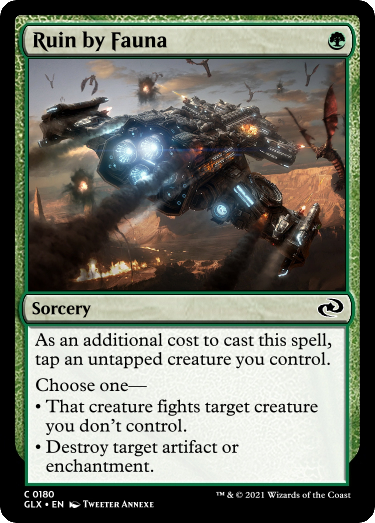 Ruin by Fauna
Sorcery
As an additional cost to cast this spell,
tap an untapped creature you control.
Choose one—
• That creature fights target creature
you don't control.
• Destroy target artifact or
enchantment.
C 0180
GLX • EN Tweeter Annexe
™ & © 2021 Wizards of the Coast